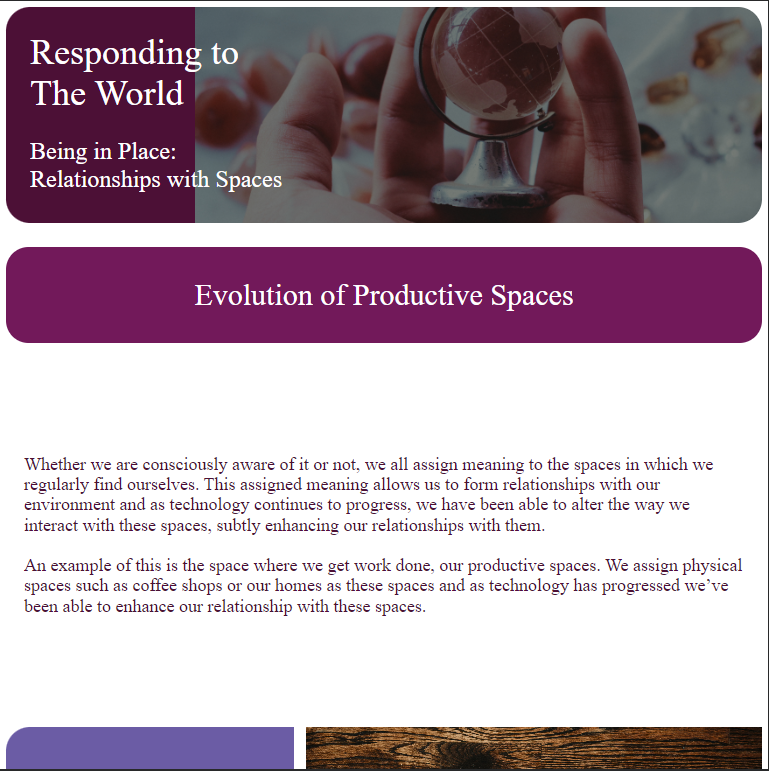 Responding to
The World
Being in Place:
Relationships with Spaces
Evolution of Productive Spaces
Whether we are consciously aware of it or not, we all assign meaning to the spaces in which we
regularly find ourselves. This assigned meaning allows us to form relationships with our
environment and as technology continues to progress, we have been able to alter the way we
interact with these spaces, subtly enhancing our relationships with them.
An example of this is the space where we get work done, our productive spaces. We assign physical
spaces such as coffee shops or our homes as these spaces and as technology has progressed we’ve
been able to enhance our relationship with these spaces.